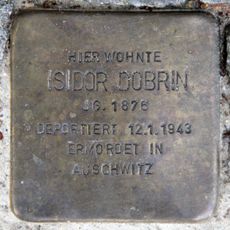 HIER WOHNTE
ISIDOR DOBRIN
JG. 1876
DEPORTIERT 12.1.1943
ERMORDET IN
AUSCHWITZ